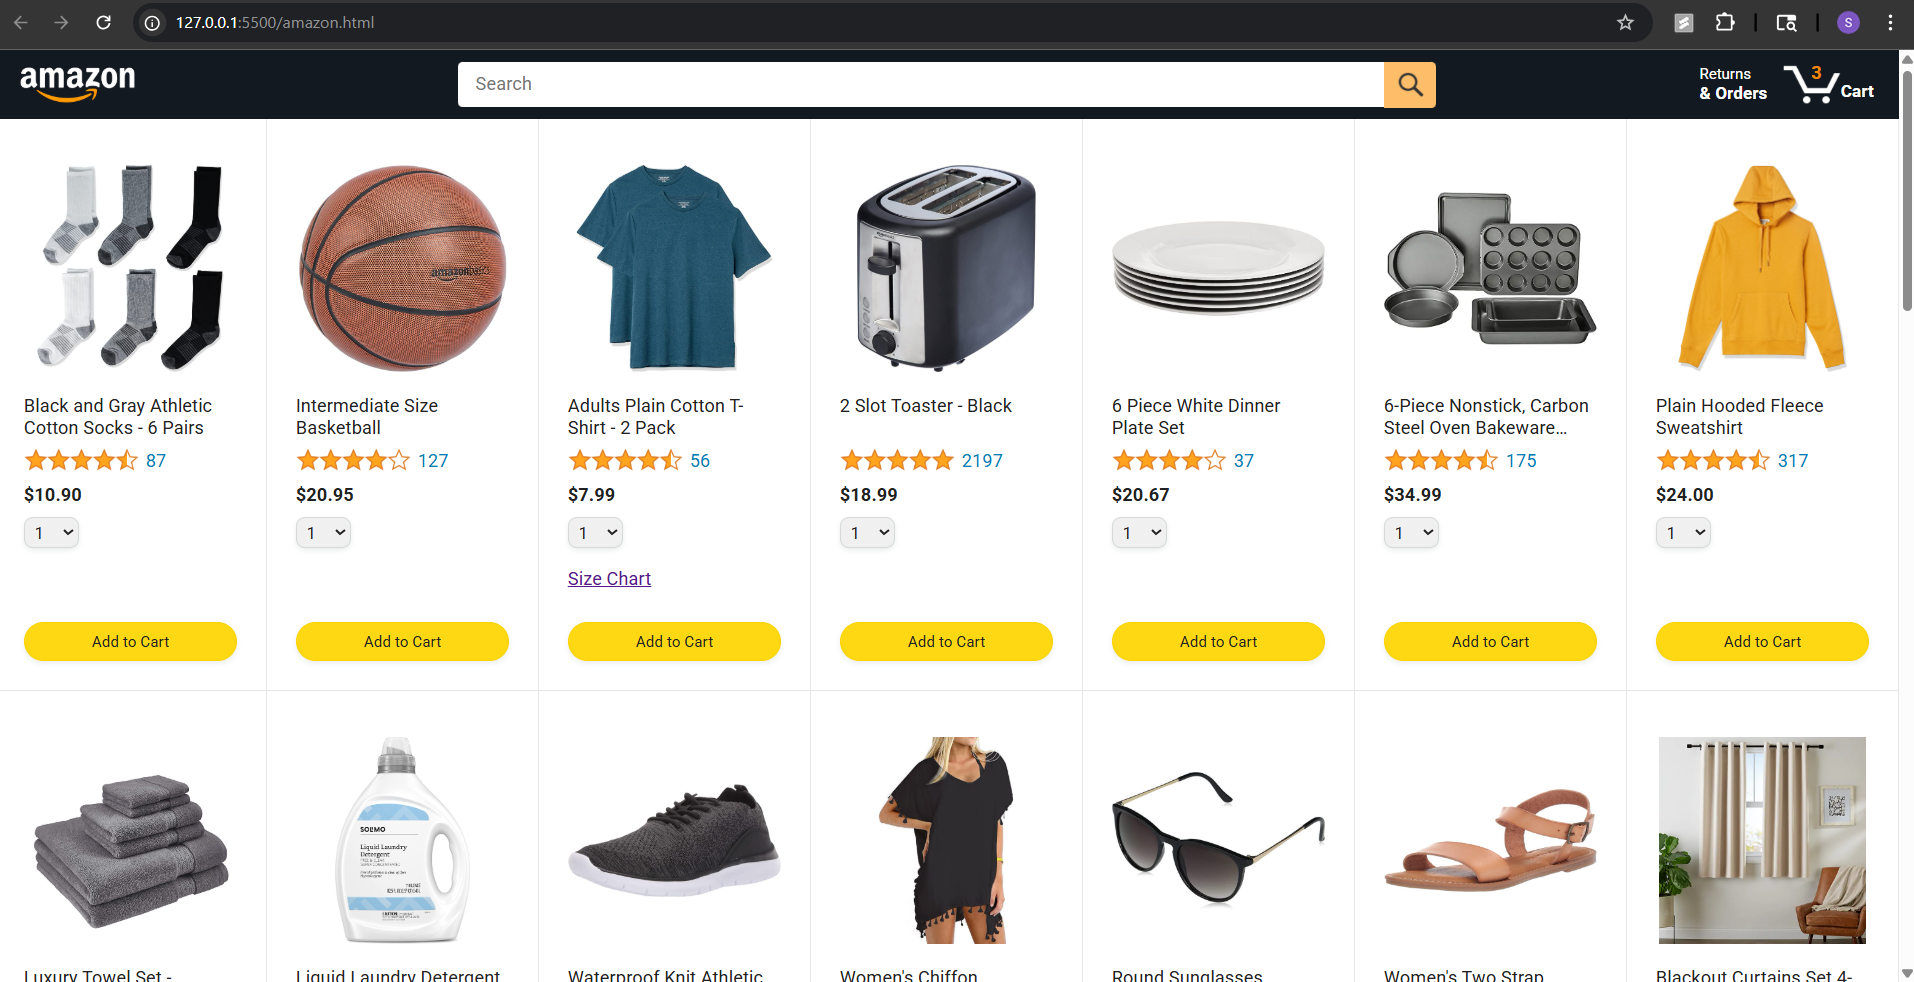 127.0.0.1:5500/amazon.html
S
amazon
Search
Returns
& Orders
3
Cart
amazonbasics
Black and Gray Athletic
Cotton Socks - 6 Pairs
87
$10.90
1
Add to Cart
Intermediate Size
Basketball
127
$20.95
1
Add to Cart
Adults Plain Cotton T-
Shirt - 2 Pack
56
$7.99
1
Size Chart
Add to Cart
2 Slot Toaster - Black
2197
$18.99
1
Add to Cart
6 Piece White Dinner
Plate Set
37
$20.67
1
Add to Cart
6-Piece Nonstick, Carbon
Steel Oven Bakeware...
175
$34.99
1
Add to Cart
Plain Hooded Fleece
Sweatshirt
317
$24.00
1
Add to Cart
SOLIMO
Liquid Laundry
Detergent
Luxury Towel Set -
Liquid Laundry Detergent
Waterproof Knit Athletic
Women's Chiffon
Round Sunglasses
Women's Two Strap
Blackout Curtains Set 4-